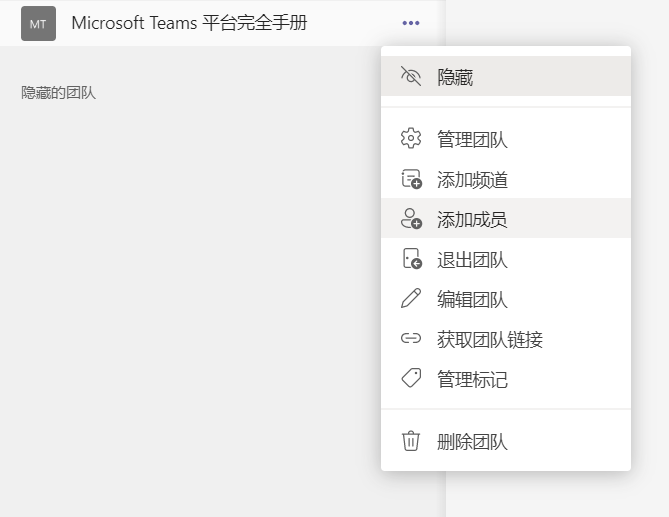 MT Microsoft Teams 平台完全手册
隐藏的团队
隐藏
管理团队
添加频道
添加成员
退出团队
编辑团队
获取团队链接
管理标记
删除团队